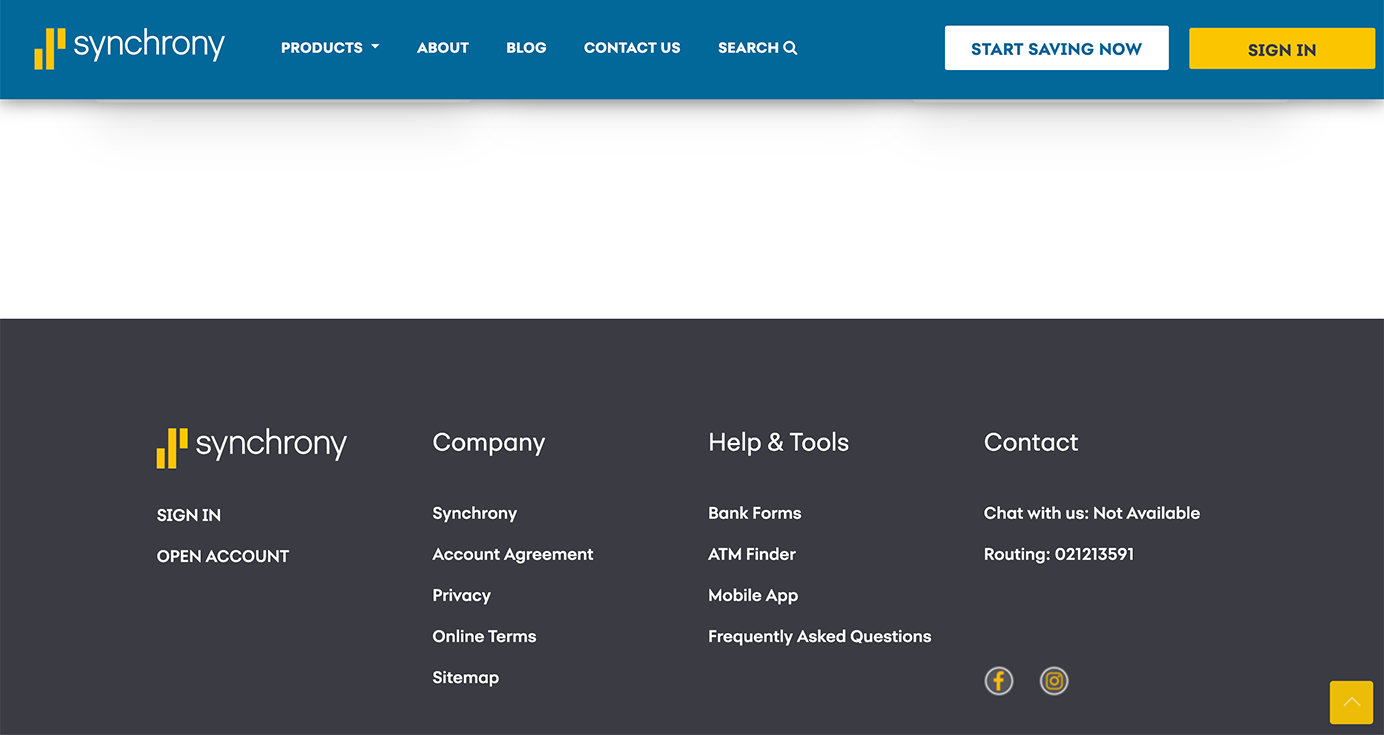 synchrony
PRODUCTS
ABOUT
BLOG
CONTACT US
SEARCH
START SAVING NOW
SIGN IN
synchrony
SIGN IN
OPEN ACCOUNT
Company
Synchrony
Account Agreement
Privacy
Online Terms
Sitemap
Help & Tools
Bank Forms
ATM Finder
Mobile App
Frequently Asked Questions
Contact
Chat with us: Not Available
Routing: 021213591